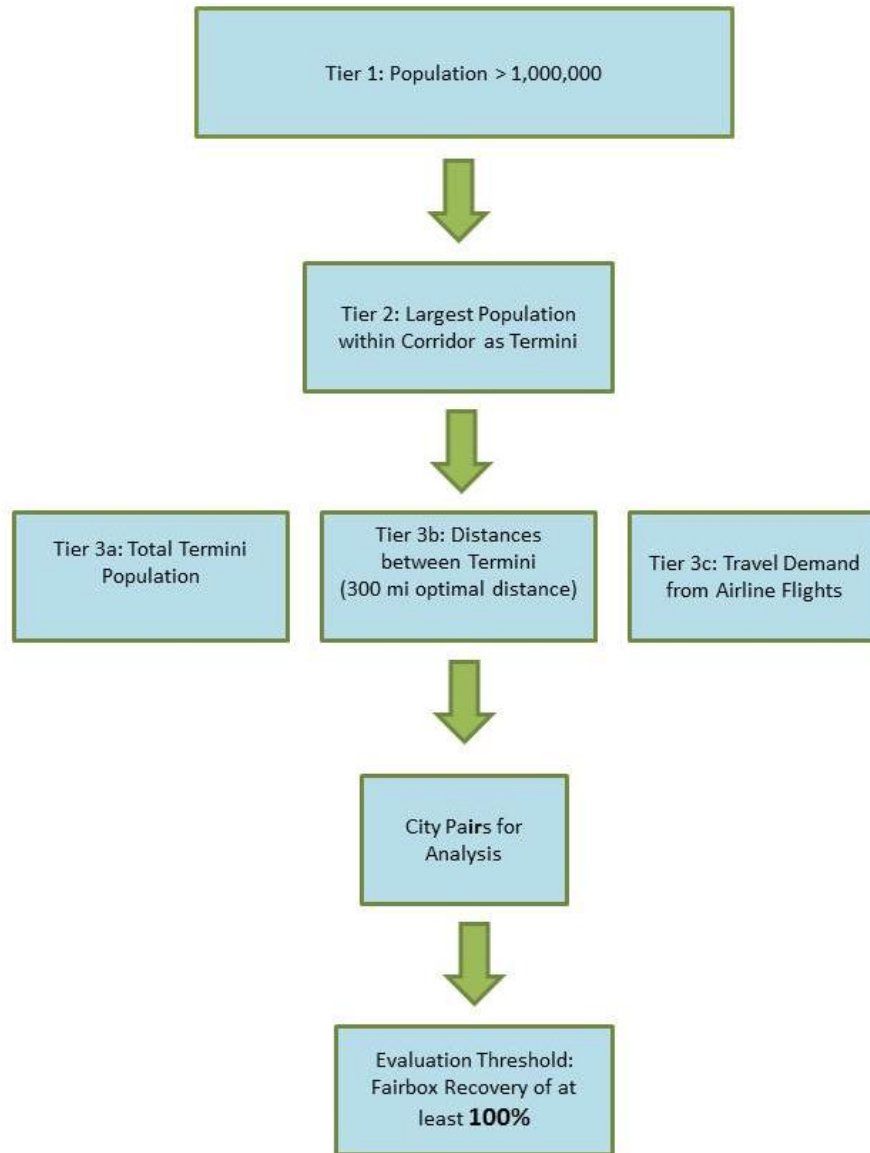 Tier 1: Population > 1,000,000
Tier 2: Largest Population
within Corridor as Termini
Tier 3a: Total Termini
Population
Tier 3b: Distances
between Termini
(300 mi optimal distance)
Tier 3c: Travel Demand
from Airline Flights
City Pairs for
Analysis
Evaluation Threshold:
Fairbox Recovery of at
least 100%